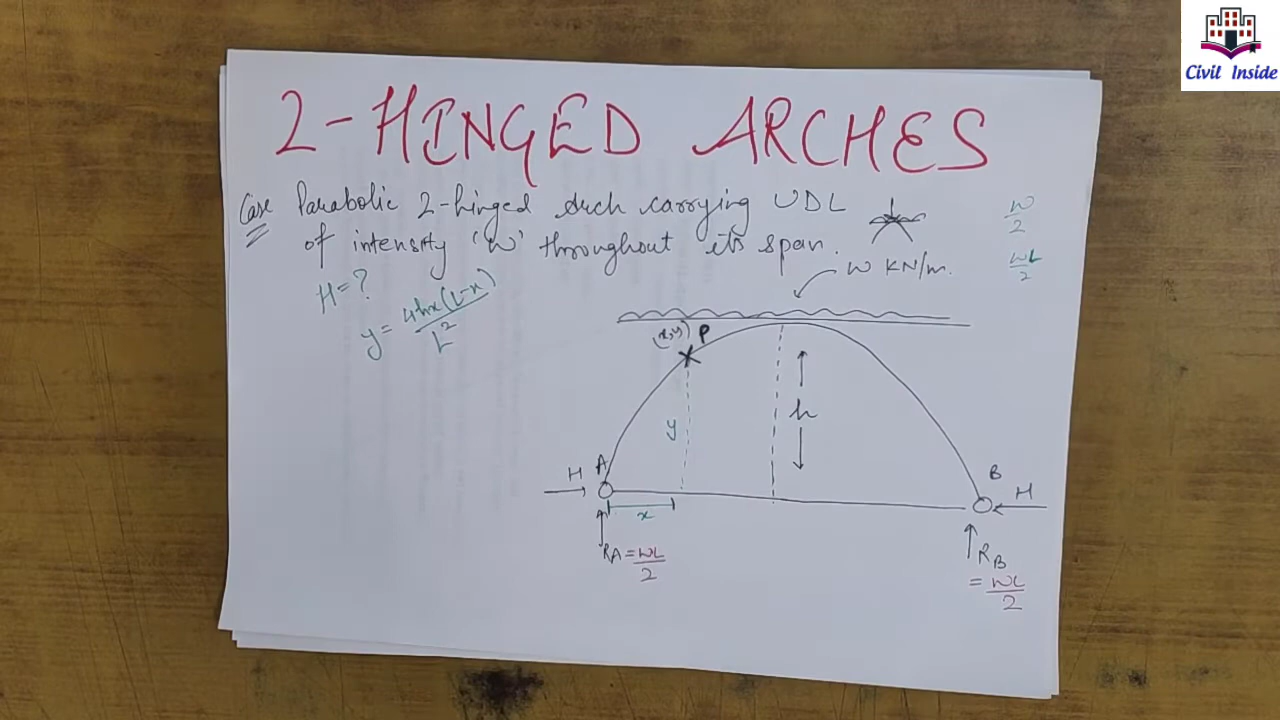 Civil Inside
2-HINGED ARCHES
Case Parabolic 2-hinged Arch carrying UDL
of intensity 'w' throughout its span.
H=?
y = 4hx(L-x)
L²
W
2
WL
2
w KN/m.
(x,y) P
h
y
A
H
B
H
x
RA = WL
2
RB
= WL
2